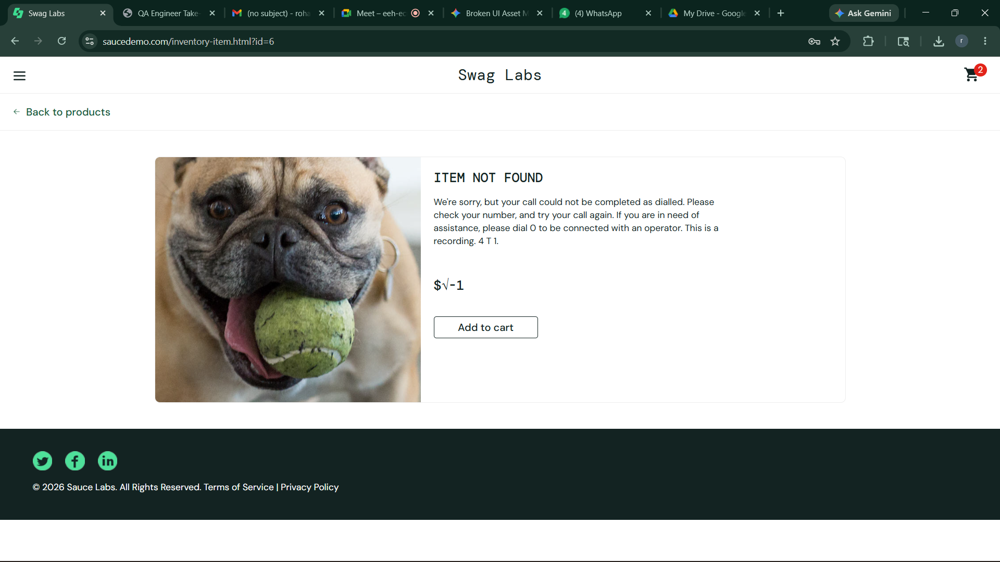 Swag Labs
QA Engineer Take-
(no subject) - roha
Meet – eeh-ec
Broken UI Asset M
4
(4) WhatsApp
My Drive - Google
Ask Gemini
saucedemo.com/inventory-item.html?id=6
r
Swag Labs
2
Back to products
ITEM NOT FOUND
We're sorry, but your call could not be completed as dialled. Please
check your number, and try your call again. If you are in need of
assistance, please dial 0 to be connected with an operator. This is a
recording. 4 T 1.
$√-1
Add to cart
© 2026 Sauce Labs. All Rights Reserved. Terms of Service | Privacy Policy